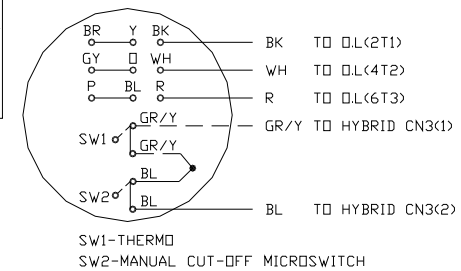 BR Y BK BK TO O.L(2T1)
GY O WH WH TO O.L(4T2)
P BL R R TO O.L(6T3)
GR/Y GR/Y TO HYBRID CN3(1)
SW1
GR/Y
BL
SW2
BL BL TO HYBRID CN3(2)
SW1-THERMO
SW2-MANUAL CUT-OFF MICROSWITCH